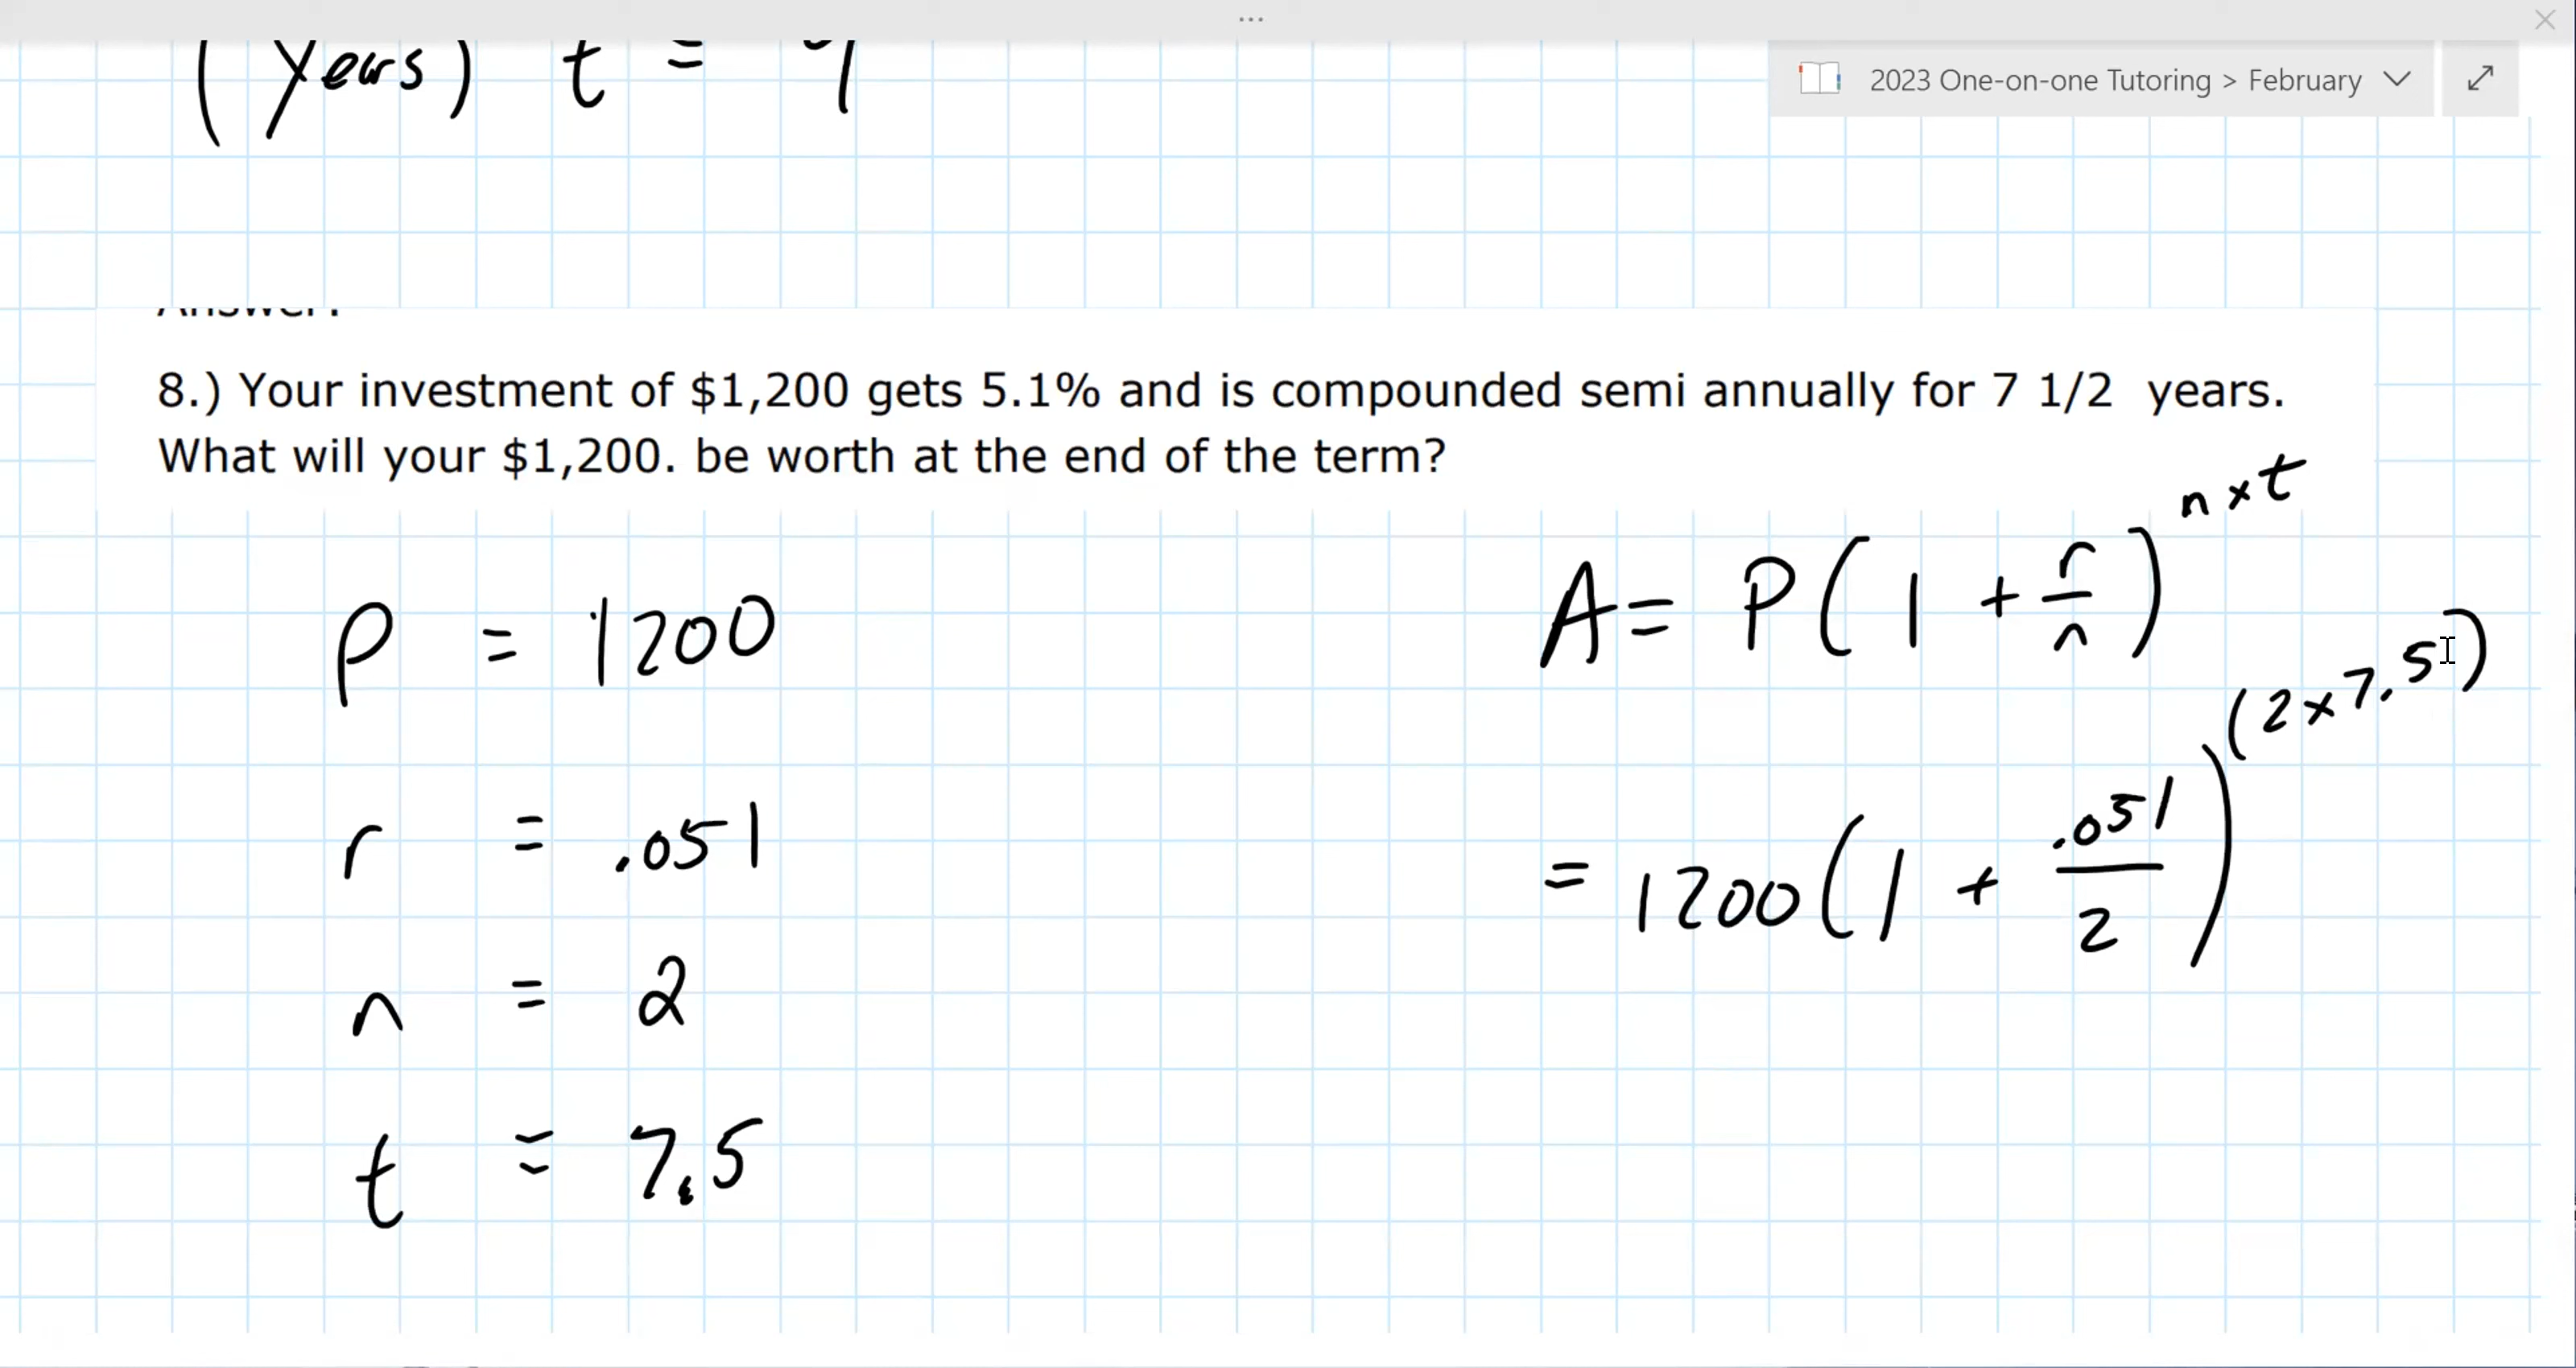 2023 One-on-one Tutoring > February
(Years) t = 9
Answer:
8.) Your investment of $1,200 gets 5.1% and is compounded semi annually for 7 1/2 years.
What will your $1,200. be worth at the end of the term?
P = 1200
r = .051
n = 2
t = 7.5
A = P(1 + r/n)^n×t
= 1200(1 + .051/2)^(2×7.5)